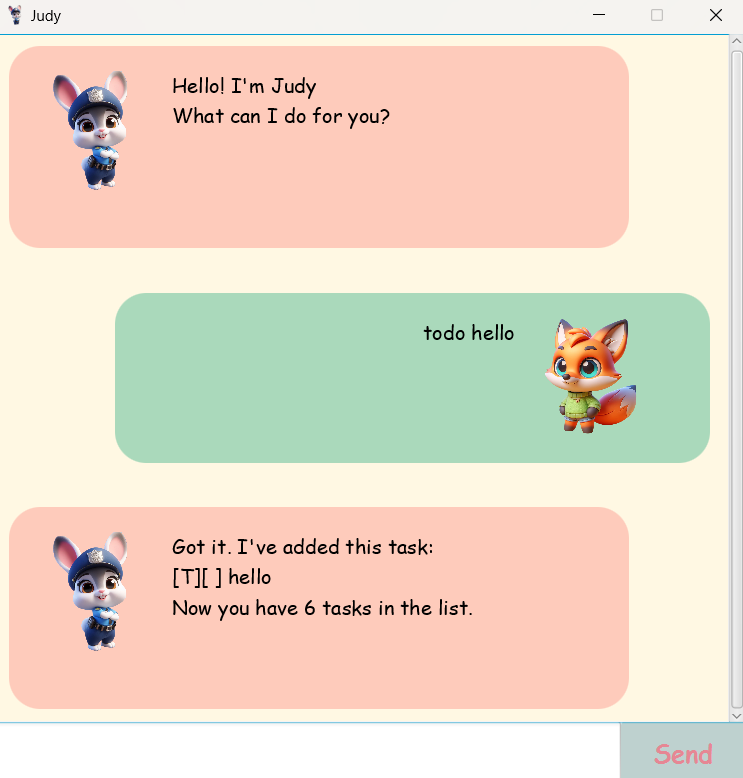 Judy
Hello! I'm Judy
What can I do for you?
todo hello
Got it. I've added this task:
[T][ ] hello
Now you have 6 tasks in the list.
Send